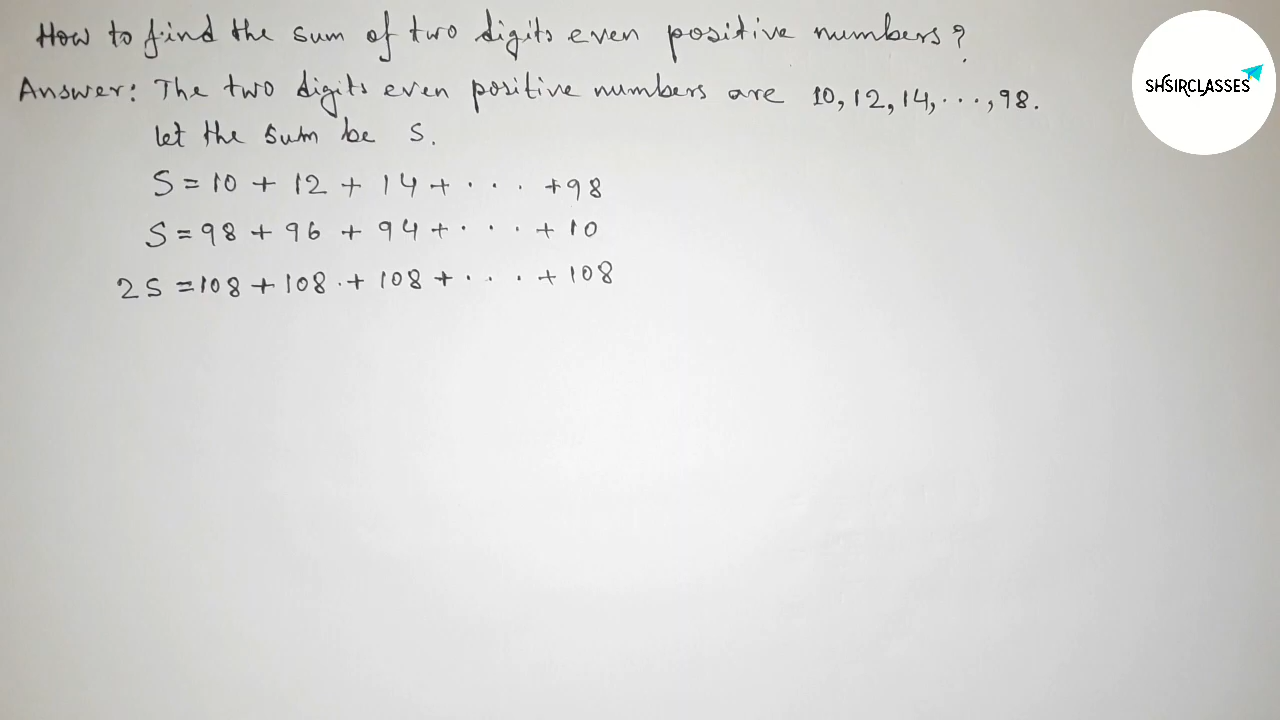 How to find the sum of two digits even positive numbers?
SHSIRCLASSES
Answer: The two digits even positive numbers are 10, 12, 14, ..., 98.
let the sum be S.
S = 10 + 12 + 14 + . . . + 98
S = 98 + 96 + 94 + . . . + 10
2S = 108 + 108 + 108 + . . . + 108